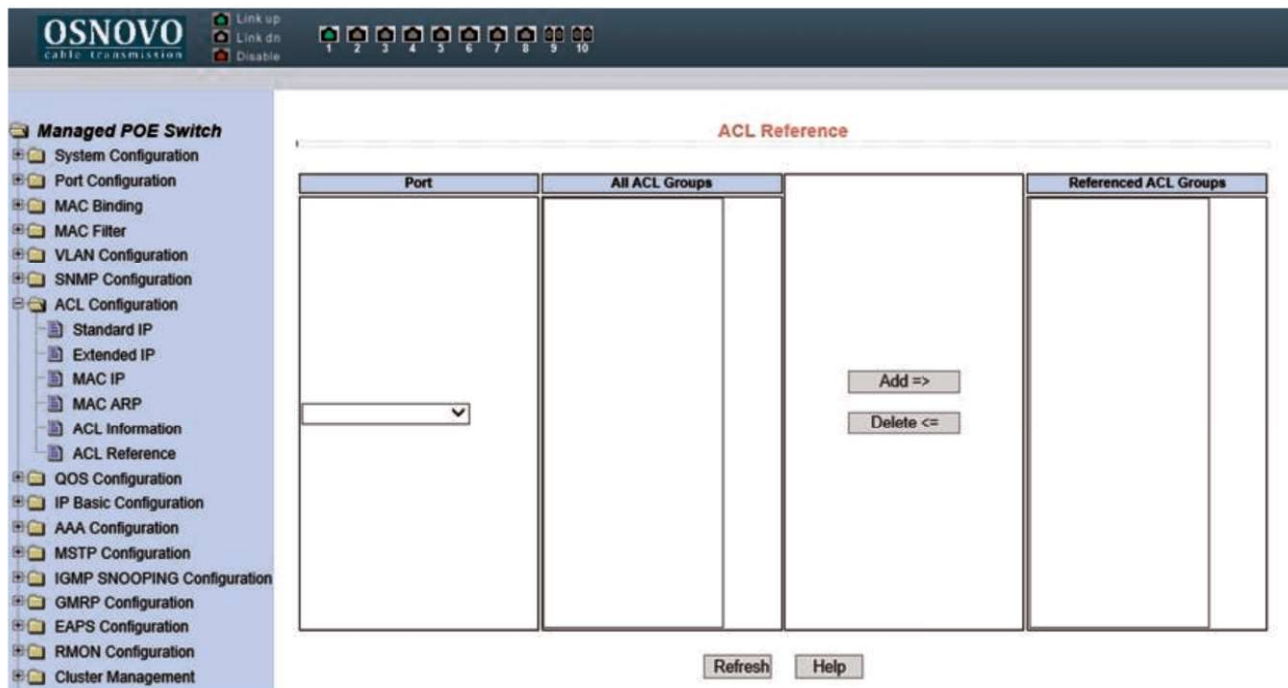 OSNOVO
cable transmission
Link up
Link dn
Disable
1 2 3 4 5 6 7 8 9 10
Managed POE Switch
System Configuration
Port Configuration
MAC Binding
MAC Filter
VLAN Configuration
SNMP Configuration
ACL Configuration
Standard IP
Extended IP
MAC IP
MAC ARP
ACL Information
ACL Reference
QOS Configuration
IP Basic Configuration
AAA Configuration
MSTP Configuration
IGMP SNOOPING Configuration
GMRP Configuration
EAPS Configuration
RMON Configuration
Cluster Management
ACL Reference
Port
All ACL Groups
Referenced ACL Groups
Add =>
Delete <=
Refresh
Help